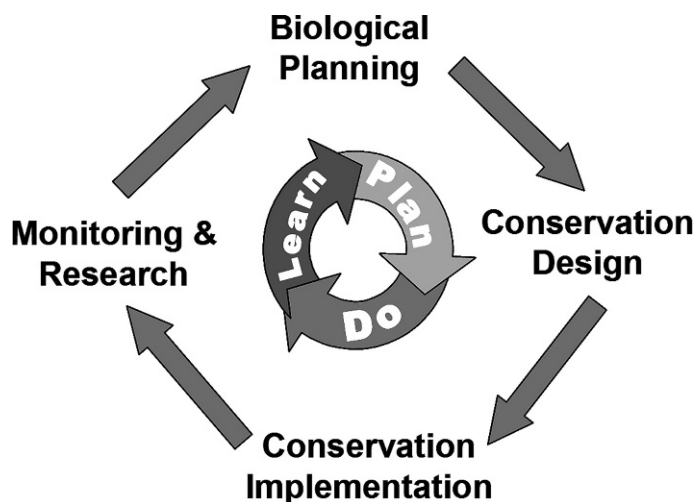 Biological
Planning
Conservation
Design
Conservation
Implementation
Monitoring &
Research
Plan
Do
Learn